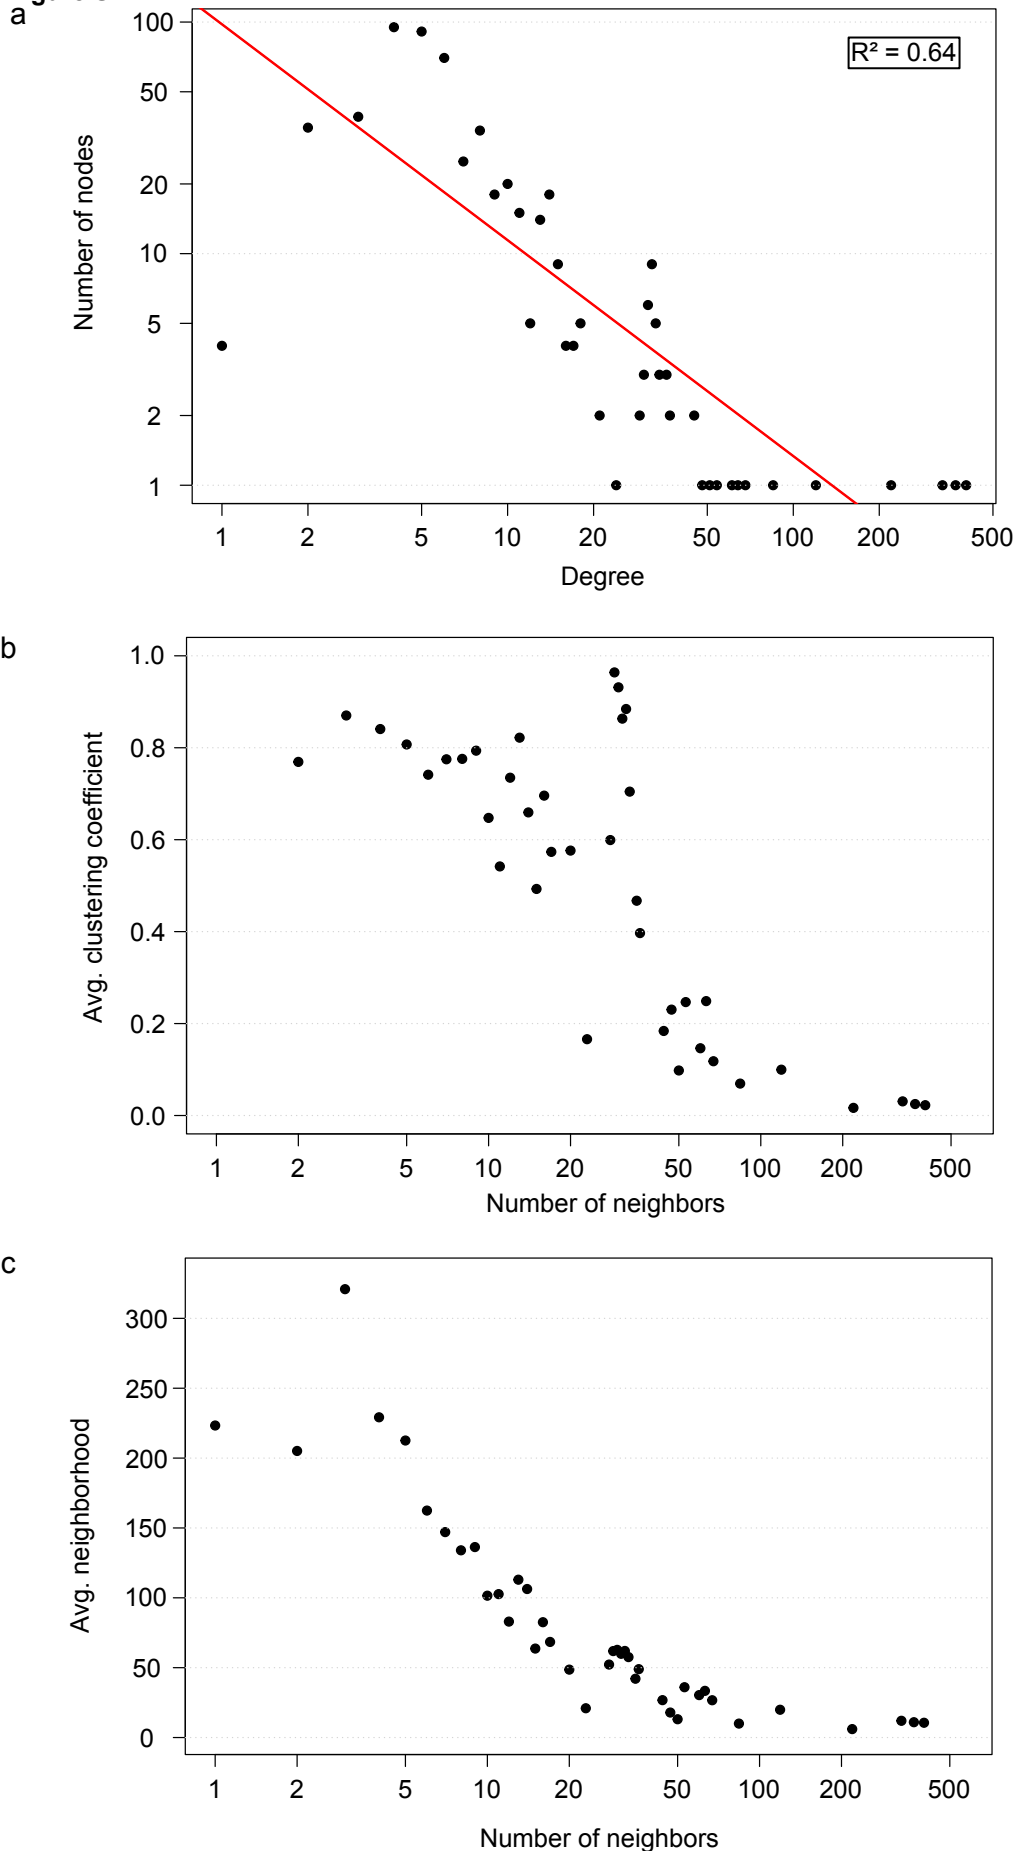 a
100
50
20
10
5
2
1
Number of nodes
R² = 0.64
1 2 5 10 20 50 100 200 500
Degree
b
1.0
0.8
0.6
0.4
0.2
0.0
Avg. clustering coefficient
1 2 5 10 20 50 100 200 500
Number of neighbors
c
300
250
200
150
100
50
0
Avg. neighborhood
1 2 5 10 20 50 100 200 500
Number of neighbors